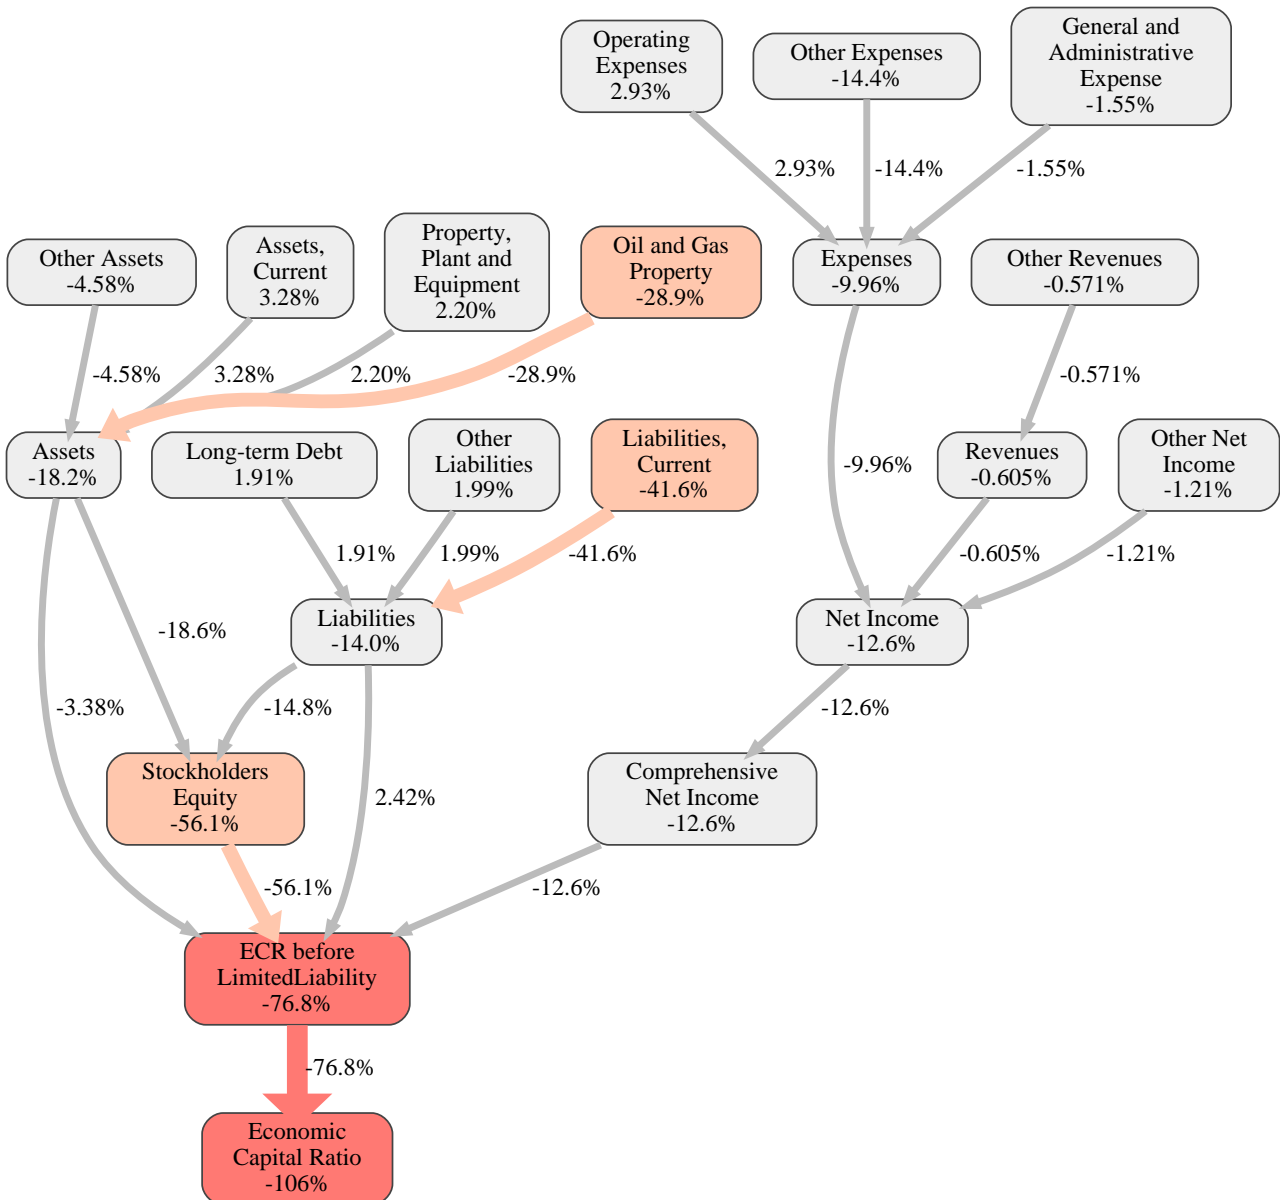 Operating
Expenses
2.93%
Other Expenses
-14.4%
General and
Administrative
Expense
-1.55%
2.93%
-14.4%
-1.55%
Other Assets
-4.58%
Assets,
Current
3.28%
Property,
Plant and
Equipment
2.20%
Oil and Gas
Property
-28.9%
Expenses
-9.96%
Other Revenues
-0.571%
-4.58%
3.28%
2.20%
-28.9%
-0.571%
Assets
-18.2%
Long-term Debt
1.91%
Other
Liabilities
1.99%
Liabilities,
Current
-41.6%
-9.96%
Revenues
-0.605%
Other Net
Income
-1.21%
1.91%
1.99%
-41.6%
-0.605%
-1.21%
-18.6%
Liabilities
-14.0%
Net Income
-12.6%
-3.38%
-14.8%
-12.6%
Stockholders
Equity
-56.1%
2.42%
Comprehensive
Net Income
-12.6%
-56.1%
-12.6%
ECR before
LimitedLiability
-76.8%
-76.8%
Economic
Capital Ratio
-106%